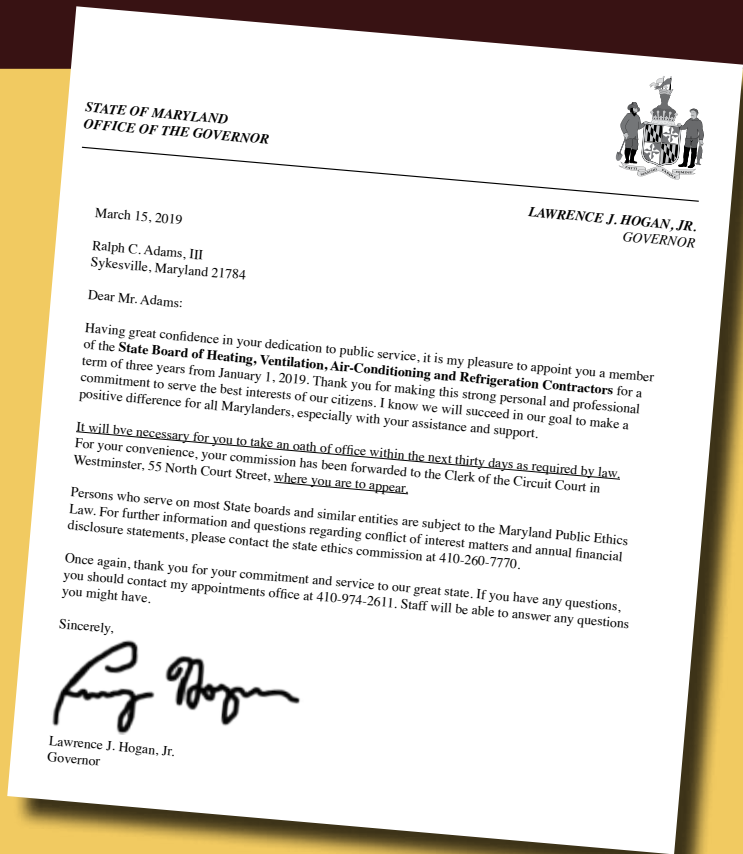 STATE OF MARYLAND
OFFICE OF THE GOVERNOR
LAWRENCE J. HOGAN, JR.
GOVERNOR
March 15, 2019
Ralph C. Adams, III
Sykesville, Maryland 21784
Dear Mr. Adams:
Having great confidence in your dedication to public service, it is my pleasure to appoint you a member
of the State Board of Heating, Ventilation, Air-Conditioning and Refrigeration Contractors for a
term of three years from January 1, 2019. Thank you for making this strong personal and professional
commitment to serve the best interests of our citizens. I know we will succeed in our goal to make a
positive difference for all Marylanders, especially with your assistance and support.
It will bve necessary for you to take an oath of office within the next thirty days as required by law.
For your convenience, your commission has been forwarded to the Clerk of the Circuit Court in
Westminster, 55 North Court Street, where you are to appear.
Persons who serve on most State boards and similar entities are subject to the Maryland Public Ethics
Law. For further information and questions regarding conflict of interest matters and annual financial
disclosure statements, please contact the state ethics commission at 410-260-7770.
Once again, thank you for your commitment and service to our great state. If you have any questions,
you should contact my appointments office at 410-974-2611. Staff will be able to answer any questions
you might have.
Sincerely,
Larry Hogan
Lawrence J. Hogan, Jr.
Governor